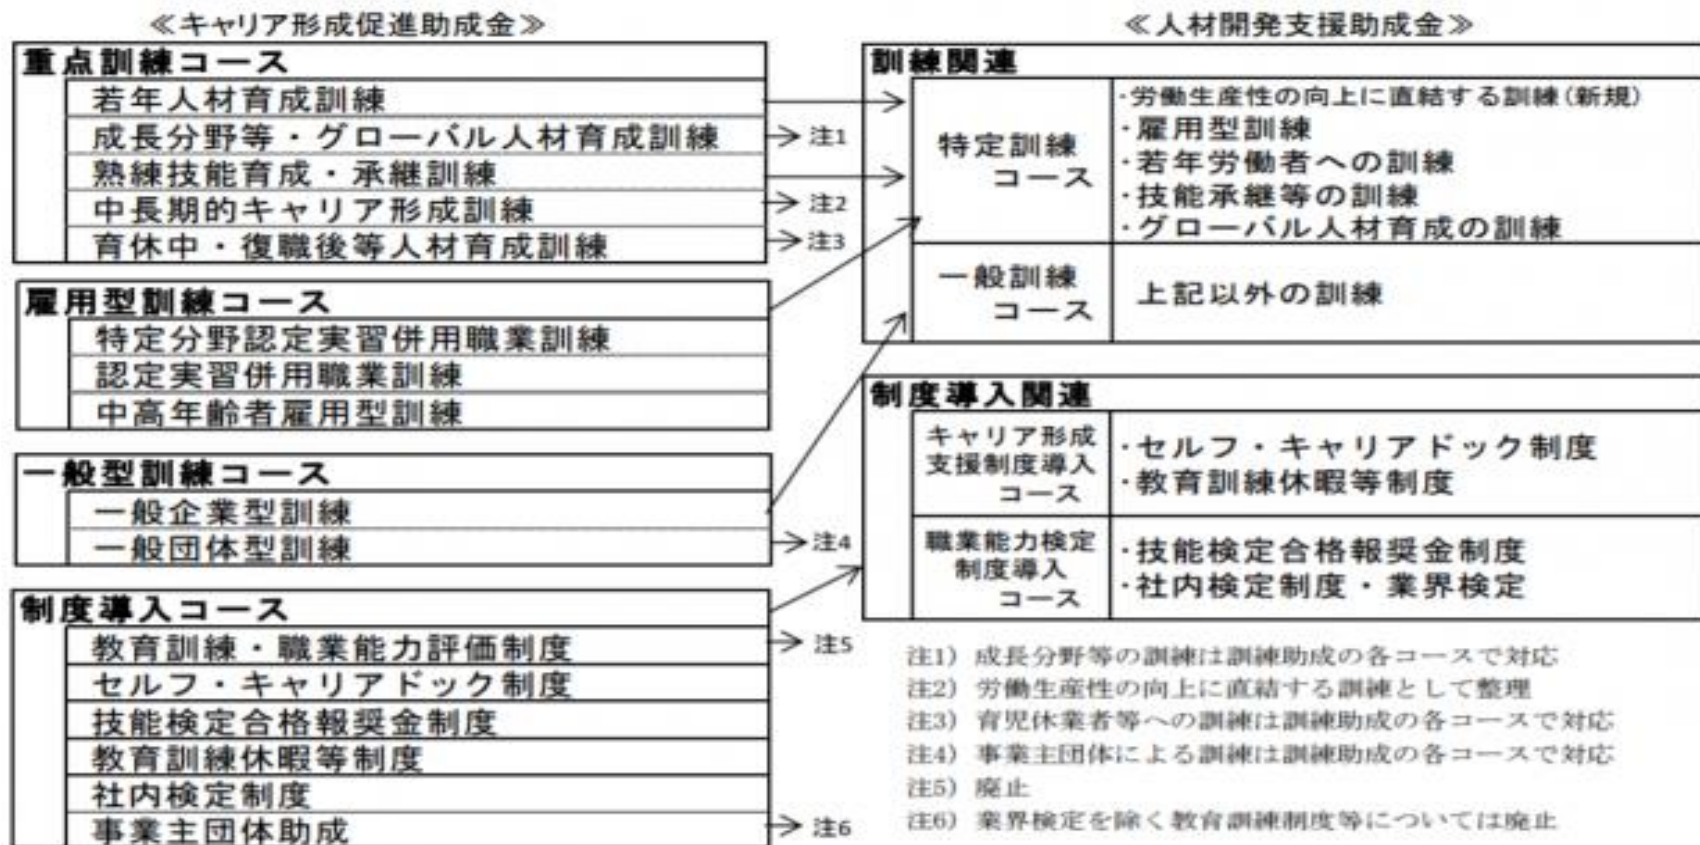 ≪キャリア形成促進助成金≫
重点訓練コース
若年人材育成訓練
成長分野等・グローバル人材育成訓練
注1
熟練技能育成・承継訓練
中長期的キャリア形成訓練
注2
育休中・復職後等人材育成訓練
注3
雇用型訓練コース
特定分野認定実習併用職業訓練
認定実習併用職業訓練
中高年齢者雇用型訓練
一般型訓練コース
一般企業型訓練
一般団体型訓練
注4
制度導入コース
教育訓練・職業能力評価制度
注5
セルフ・キャリアドック制度
技能検定合格報奨金制度
教育訓練休暇等制度
社内検定制度
事業主団体助成
注6
≪人材開発支援助成金≫
訓練関連
特定訓練
コース
・労働生産性の向上に直結する訓練(新規)
・雇用型訓練
・若年労働者への訓練
・技能承継等の訓練
・グローバル人材育成の訓練
一般訓練
コース
上記以外の訓練
制度導入関連
キャリア形成
支援制度導入
コース
・セルフ・キャリアドック制度
・教育訓練休暇等制度
職業能力検定
制度導入
コース
・技能検定合格報奨金制度
・社内検定制度・業界検定
注1) 成長分野等の訓練は訓練助成の各コースで対応
注2) 労働生産性の向上に直結する訓練として整理
注3) 育児休業者等への訓練は訓練助成の各コースで対応
注4) 事業主団体による訓練は訓練助成の各コースで対応
注5) 廃止
注6) 業界検定を除く教育訓練制度等については廃止